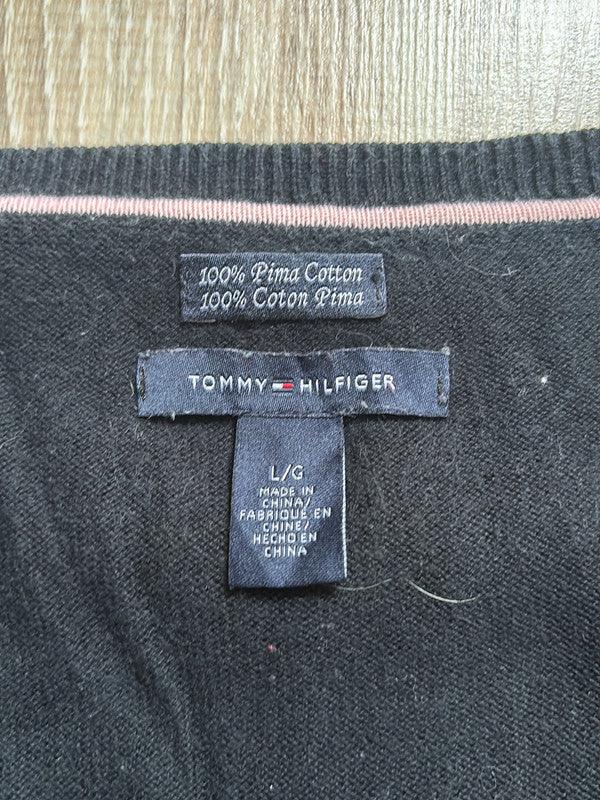 100% Pima Cotton
100% Coton Pima
TOMMY HILFIGER
L/G
MADE IN
CHINA/
FABRIQUE EN
CHINE/
HECHO EN
CHINA